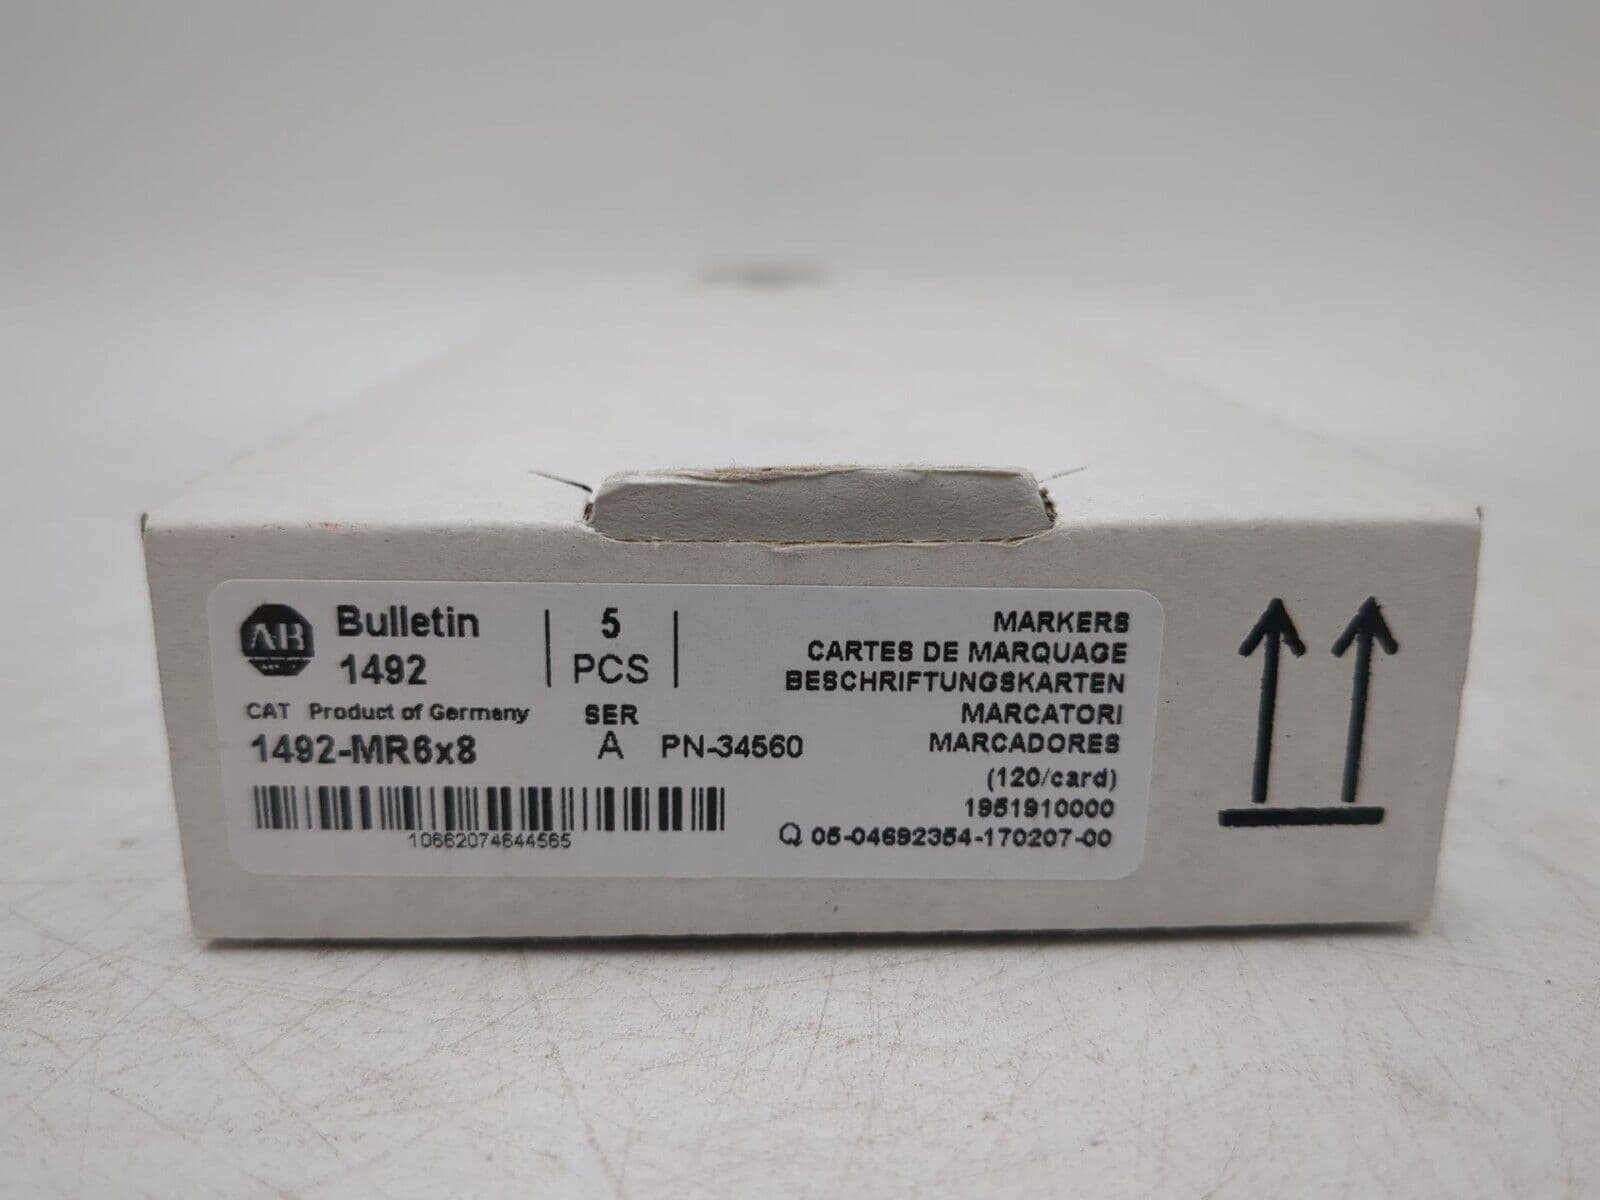 AB
Bulletin
1492
5
PCS
CAT Product of Germany
SER
1492-MR6x8
A PN-34560
10662074644565
MARKERS
CARTES DE MARQUAGE
BESCHRIFTUNGSKARTEN
MARCATORI
MARCADORES
(120/card)
1951910000
Q 05-04692354-170207-00